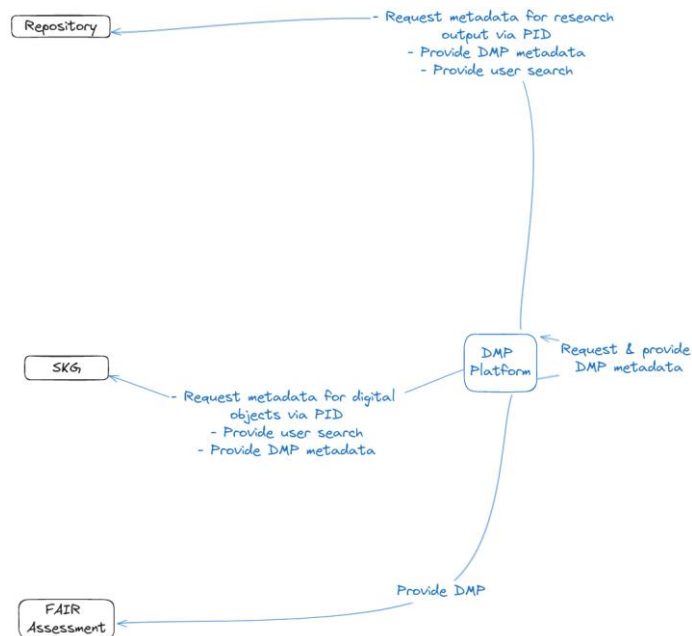 Repository
- Request metadata for research
output via PID
- Provide DMP metadata
- Provide user search
DMP
Platform
Request & provide
DMP metadata
SKG
- Request metadata for digital
objects via PID
- Provide user search
- Provide DMP metadata
Provide DMP
FAIR
Assessment